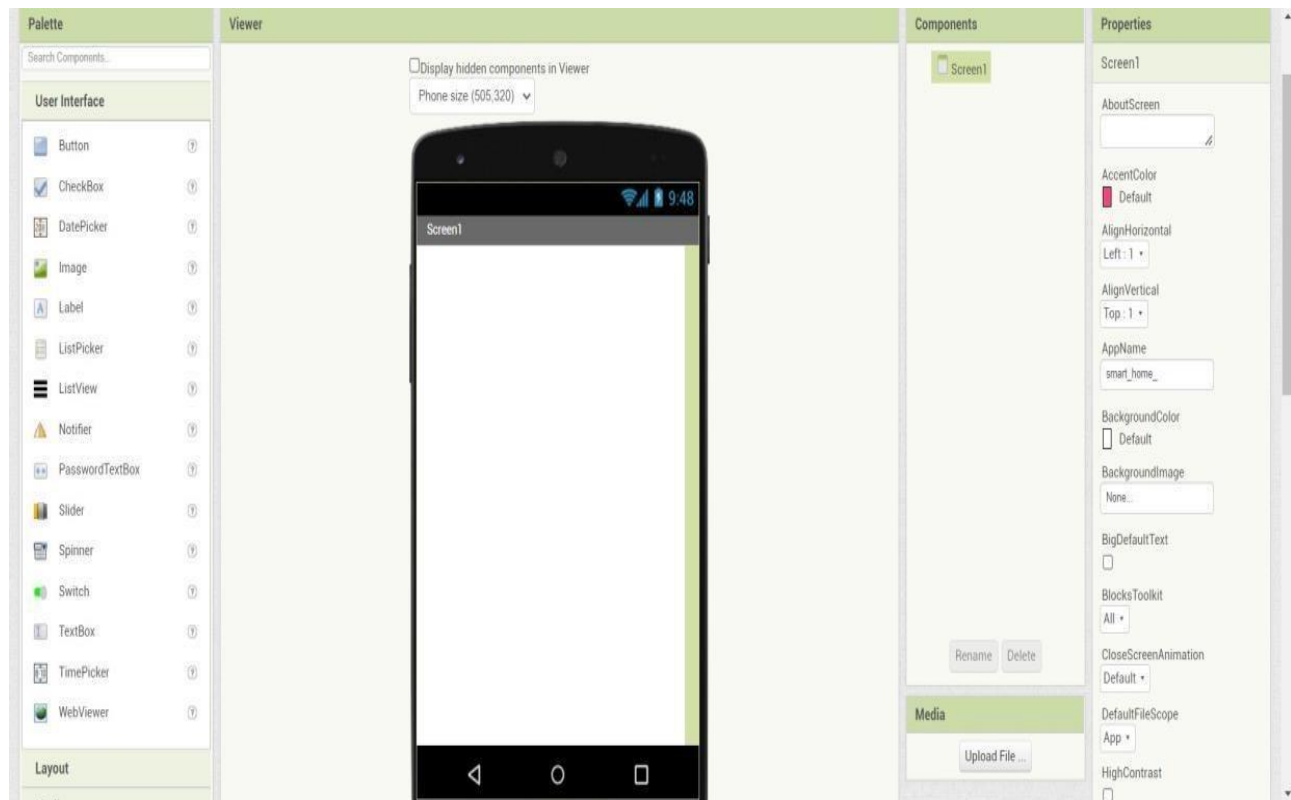 Palette
Search Components...
User Interface
Button
CheckBox
DatePicker
Image
Label
ListPicker
ListView
Notifier
PasswordTextBox
Slider
Spinner
Switch
TextBox
TimePicker
WebViewer
Layout
Viewer
Display hidden components in Viewer
Phone size (505,320)
9:48
Screen1
Components
Screen1
Rename Delete
Media
Upload File ...
Properties
Screen1
AboutScreen
AccentColor
Default
AlignHorizontal
Left : 1
AlignVertical
Top : 1
AppName
smart_home_
BackgroundColor
Default
BackgroundImage
None...
BigDefaultText
BlocksToolkit
All
CloseScreenAnimation
Default
DefaultFileScope
App
HighContrast